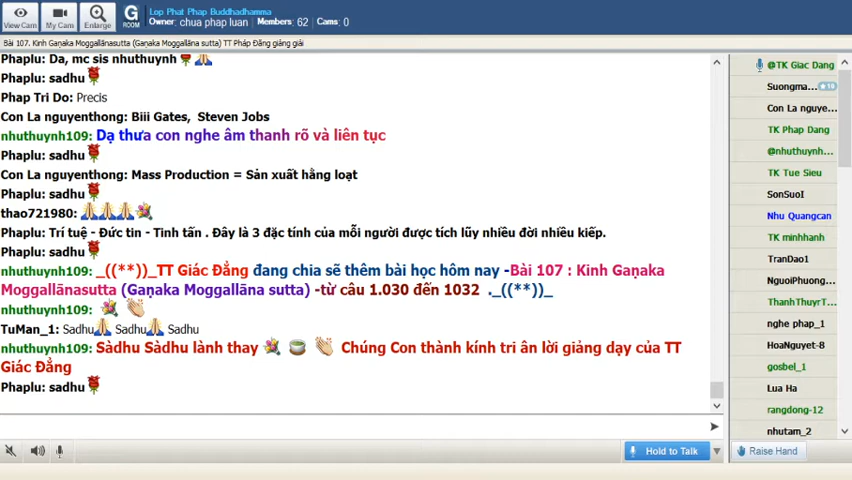 View Cam
My Cam
Enlarge
G
ROOM
Lop Phat Phap Buddhadhamma
Owner: chua phap luan Members: 62 Cams: 0
Bài 107. Kinh Gaṇaka Moggallānasutta (Gaṇaka Moggallāna sutta) TT Pháp Đăng giảng giải
Phaplu: Da, mc sis nhuthuynh
Phaplu: sadhu
Phap Tri Do: Precis
Con La nguyenthong: Biii Gates, Steven Jobs
nhuthuynh109: Dạ thưa con nghe âm thanh rõ và liên tục
Phaplu: sadhu
Con La nguyenthong: Mass Production = Sản xuất hằng loạt
Phaplu: sadhu
thao721980:
Phaplu: Trí tuệ - Đức tin - Tinh tấn . Đây là 3 đặc tính của mỗi người được tích lũy nhiều đời nhiều kiếp.
Phaplu: sadhu
nhuthuynh109: _((**))_TT Giác Đẳng đang chia sẽ thêm bài học hôm nay -Bài 107 : Kinh Gaṇaka
Moggallānasutta (Gaṇaka Moggallāna sutta) -từ câu 1.030 đến 1032 ._((**))_
nhuthuynh109:
TuMan_1: Sadhu Sadhu Sadhu
nhuthuynh109: Sàdhu Sàdhu lành thay Chúng Con thành kính tri ân lời giảng dạy của TT
Giác Đẳng
Phaplu: sadhu
@TK Giac Dang
Suongma... 10
Con La nguye...
TK Phap Dang
@nhuthuynh...
TK Tue Sieu
SonSuoI
Nhu Quangcan
TK minhhanh
TranDao1
NguoiPhuong...
ThanhThuyrT...
nghe phap_1
HoaNguyet-8
gosbel_1
Lua Ha
rangdong-12
nhutam_2
Hold to Talk
Raise Hand